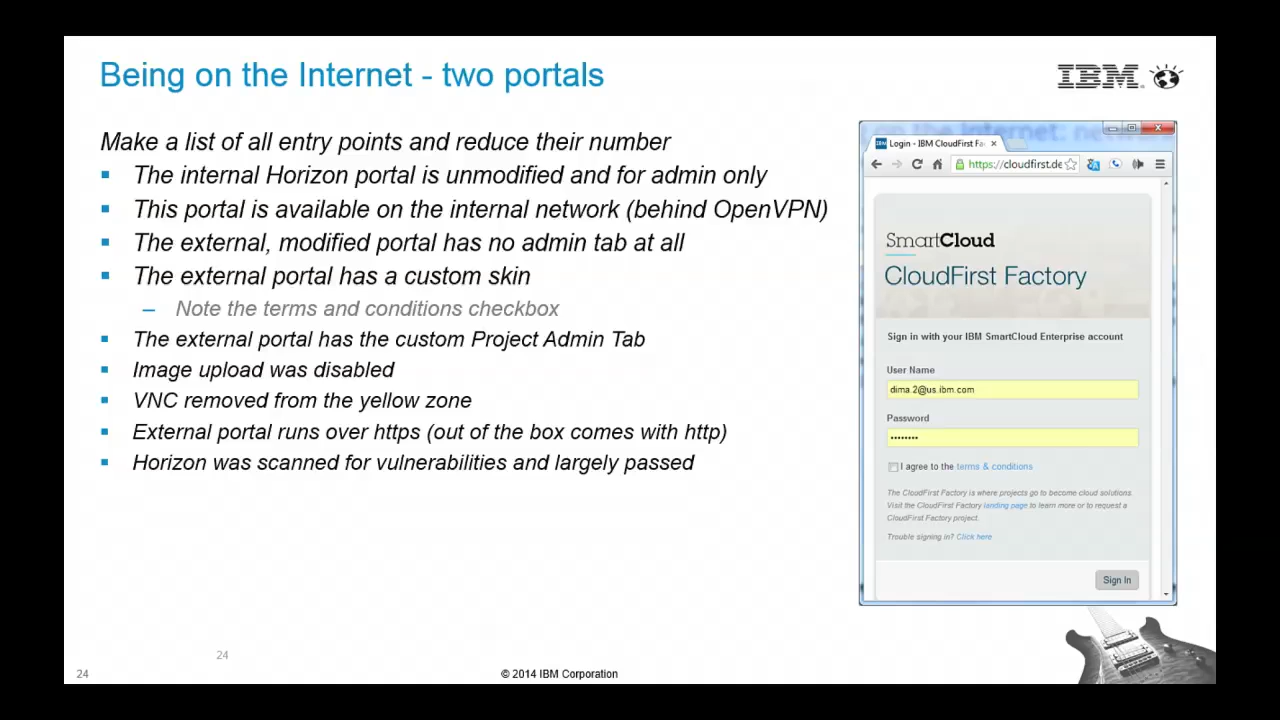 Being on the Internet - two portals
IBM
Make a list of all entry points and reduce their number
The internal Horizon portal is unmodified and for admin only
This portal is available on the internal network (behind OpenVPN)
The external, modified portal has no admin tab at all
The external portal has a custom skin
– Note the terms and conditions checkbox
The external portal has the custom Project Admin Tab
Image upload was disabled
VNC removed from the yellow zone
External portal runs over https (out of the box comes with http)
Horizon was scanned for vulnerabilities and largely passed
Login - IBM CloudFirst Fac
https://cloudfirst.de
SmartCloud
CloudFirst Factory
Sign in with your IBM SmartCloud Enterprise account
User Name
dima.2@us.ibm.com
Password
••••••••
I agree to the terms & conditions
The CloudFirst Factory is where projects go to become cloud solutions.
Visit the CloudFirst Factory landing page to learn more or to request a
CloudFirst Factory project.
Trouble signing in? Click here
Sign In
24
24
© 2014 IBM Corporation